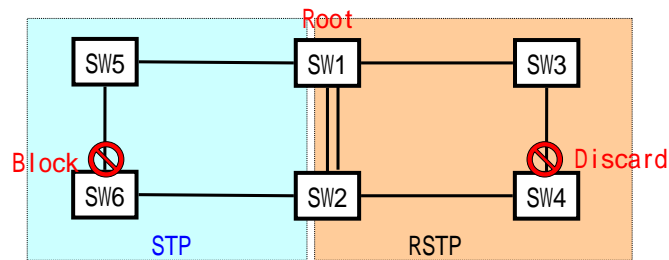 Root
SW5
SW1
SW3
Block
Discard
SW6
SW2
SW4
STP
RSTP